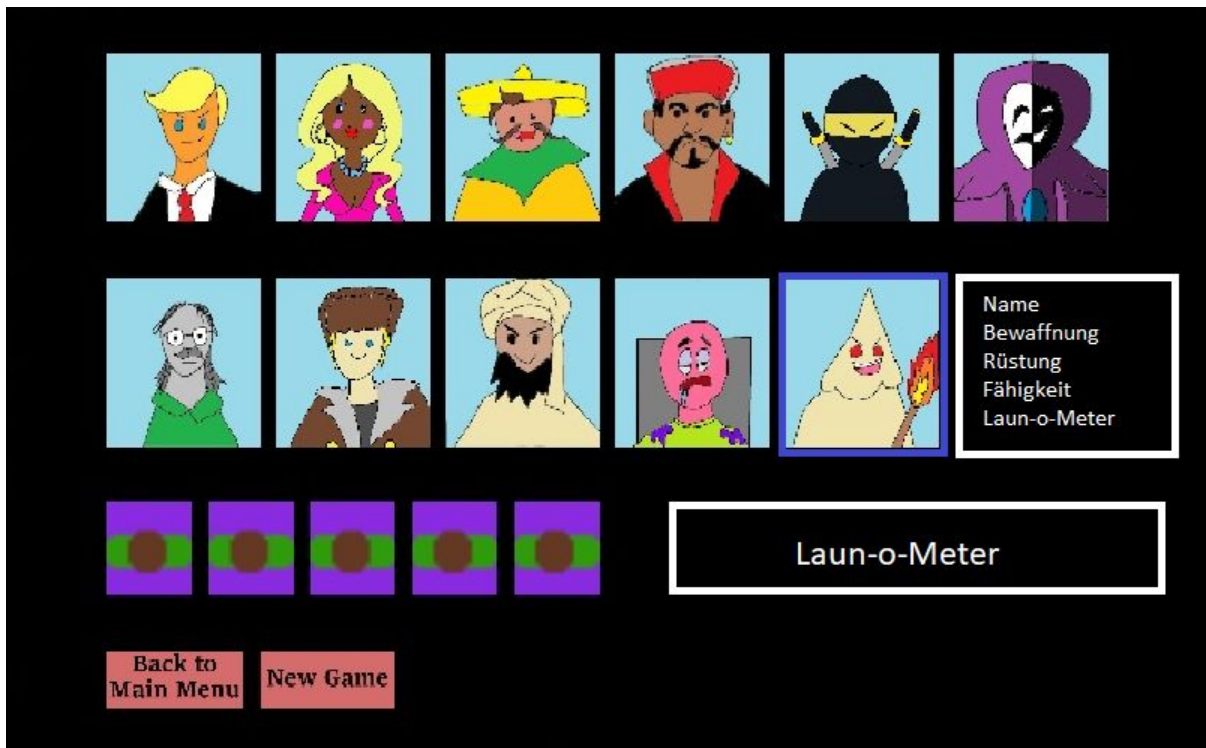 Name
Bewaffnung
Rüstung
Fähigkeit
Laun-o-Meter
Laun-o-Meter
Back to
Main Menu
New Game